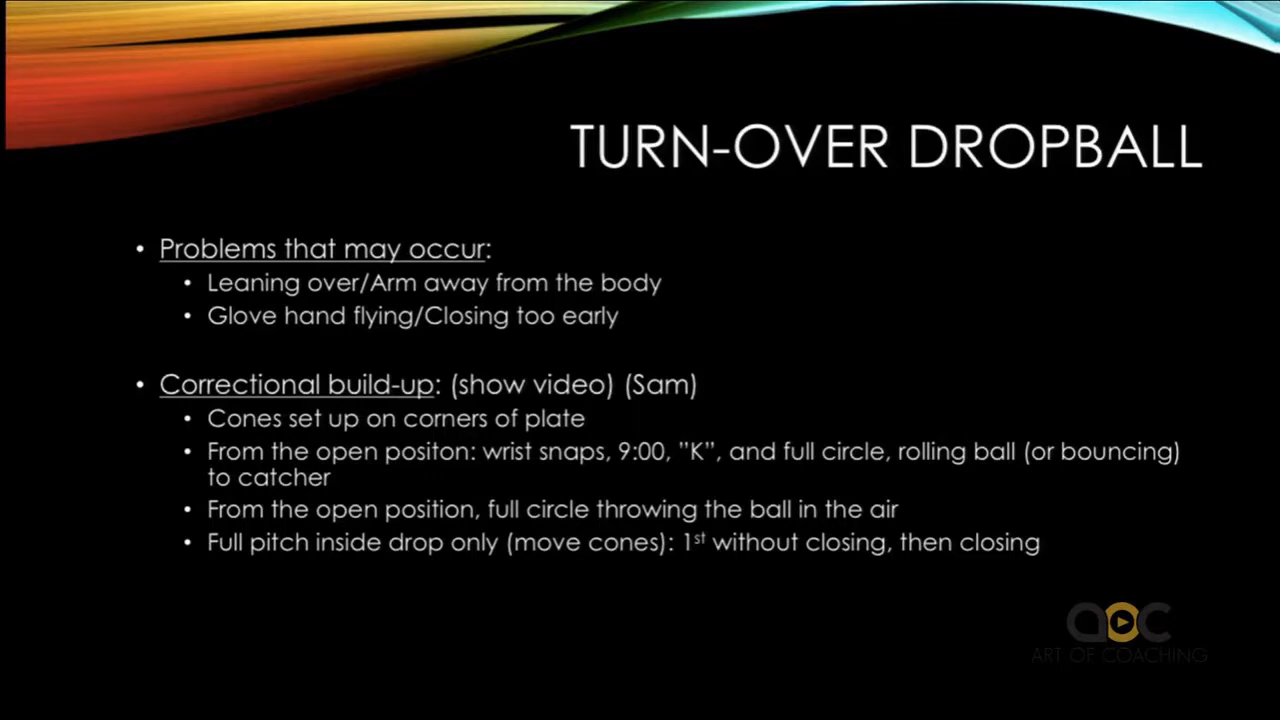 TURN-OVER DROPBALL
• Problems that may occur:
• Leaning over/Arm away from the body
• Glove hand flying/Closing too early
• Correctional build-up: (show video) (Sam)
• Cones set up on corners of plate
• From the open positon: wrist snaps, 9:00, ”K”, and full circle, rolling ball (or bouncing)
to catcher
• From the open position, full circle throwing the ball in the air
• Full pitch inside drop only (move cones): 1st without closing, then closing
aoc
ART OF COACHING